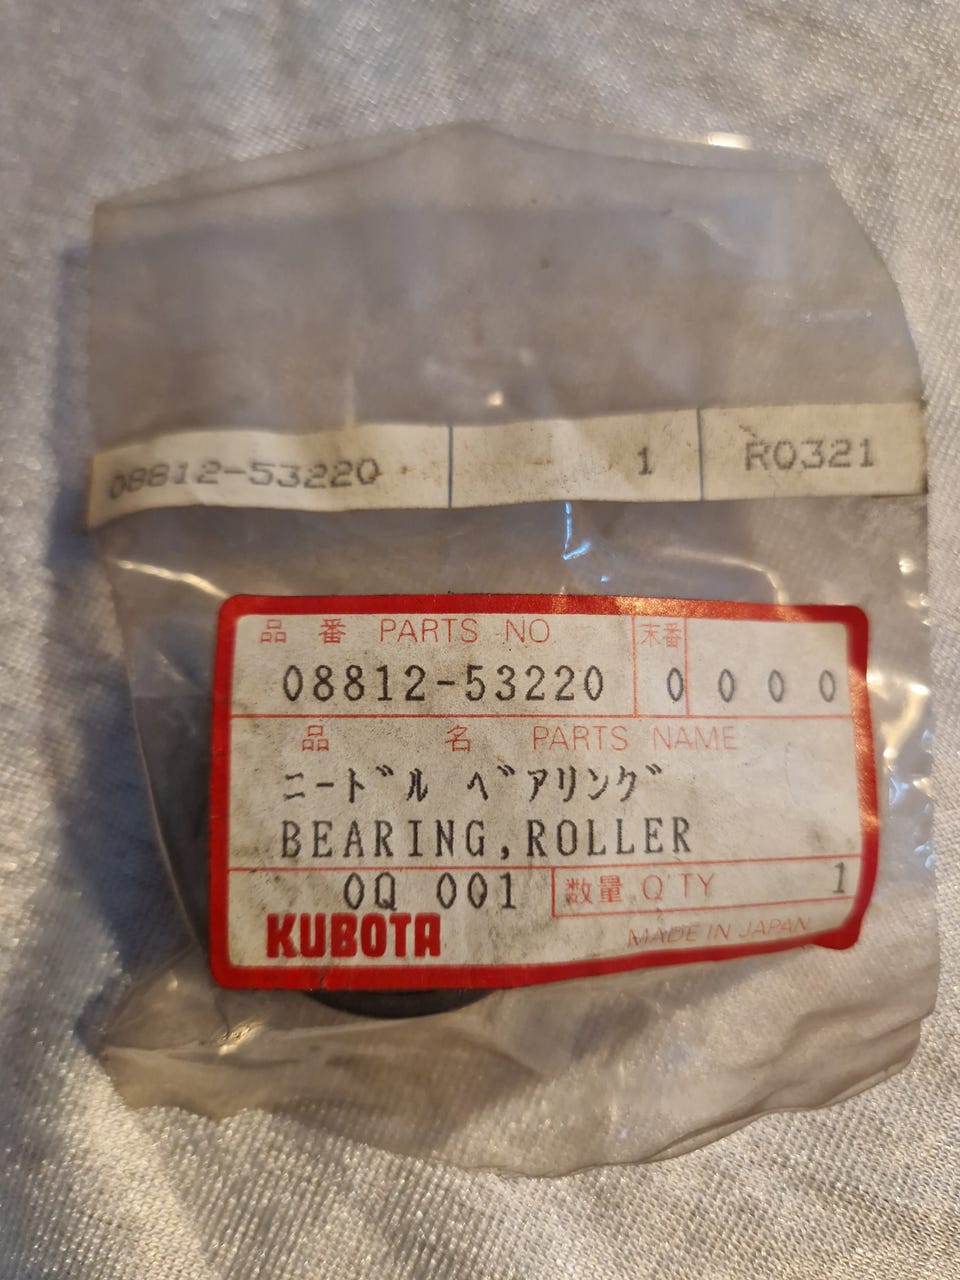 08812-53220 1 R0321
品番 PARTS NO 末番
08812-53220 0 0 0 0
品名 PARTS NAME
ニードル ベアリング
BEARING,ROLLER
0Q 001 数量 Q'TY 1
KUBOTA MADE IN JAPAN